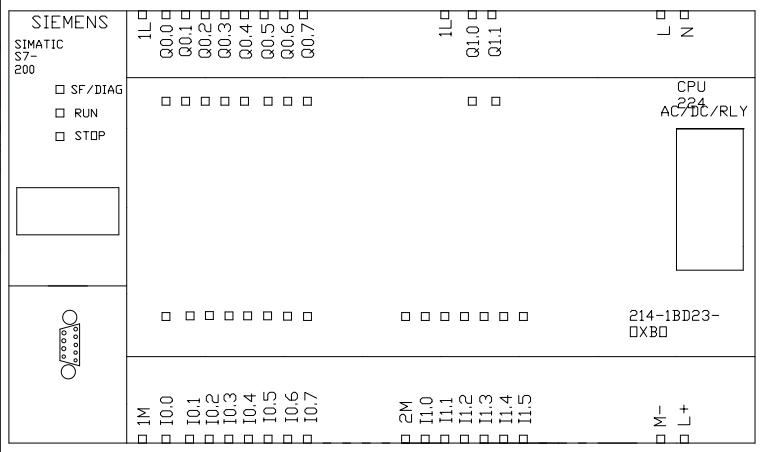 SIEMENS
SIMATIC
S7-
200
SF/DIAG
RUN
STOP
1L
Q0.0
Q0.1
Q0.2
Q0.3
Q0.4
Q0.5
Q0.6
Q0.7
1L
Q1.0
Q1.1
L
N
CPU
224
AC/DC/RLY
214-1BD23-
0XB0
1M
I0.0
I0.1
I0.2
I0.3
I0.4
I0.5
I0.6
I0.7
2M
I1.0
I1.1
I1.2
I1.3
I1.4
I1.5
M-
L+